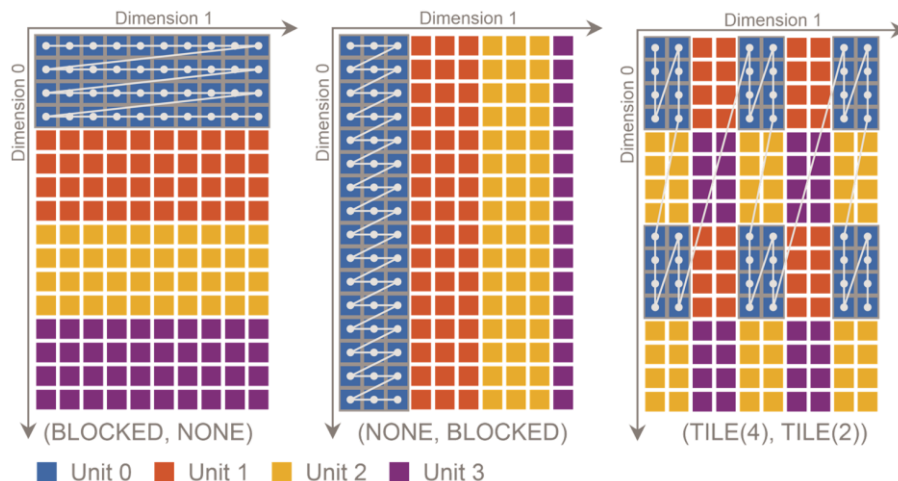 Dimension 1
Dimension 0
(BLOCKED, NONE)
Dimension 1
Dimension 0
(NONE, BLOCKED)
Dimension 1
Dimension 0
(TILE(4), TILE(2))
Unit 0 Unit 1 Unit 2 Unit 3